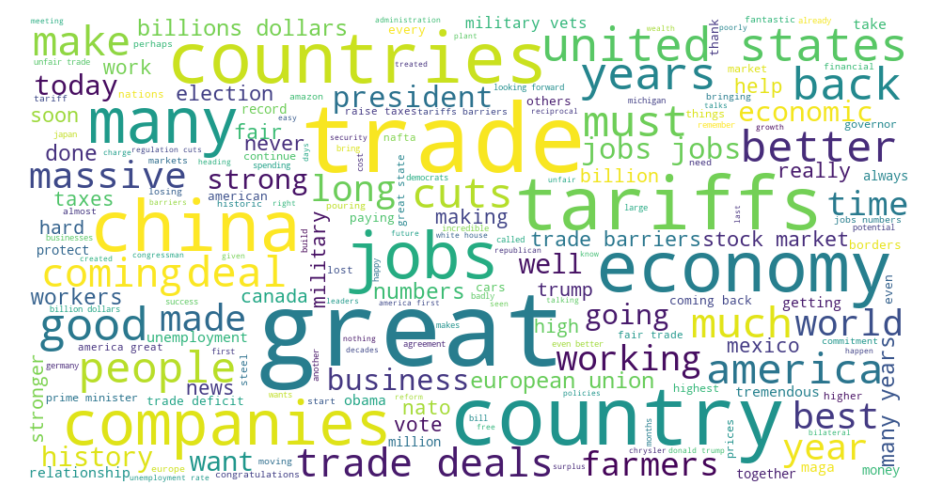 meeting
administration
fantastic
already
billions dollars
military vets
wealth
poorly
take
make
perhaps
countries
every
plant
united states
thank
unfair trade
work
treated
years
market
financial
today
nations
election
amazon
looking forward
help
back
soon
tariff
president
others
michigan
bringing
economic
many
record
easy
raise taxes
tariffs barriers
reciprocal
must
talks
things
governor
japan
fair
trade
nafta
remember
charge
regulation cuts
never
security
jobs jobs
growth
better
done
continue
days
bring
cost
democrats
need
markets
heading
spending
billion
really
always
massive
strong
long
cuts
unfair
tariffs
time
losing
american
great state
large
last
taxes
barriers
historic
right
paying
making
jobs numbers
almost
pouring
incredible
potential
hard
businesses
china
military
future
called
trade barriers
stock market
borders
protect
created
congressman
given
build
jobs
white house
republican
know
economy
even
coming
deal
lost
happy
well
trump
coming back
getting
workers
success
canada
numbers
cars
talking
billion dollars
leaders
america first
badly
seen
commitment
good
made
great
going
much
world
unemployment
makes
high
fair trade
happen
america great
nothing
agreement
even better
mexico
stronger
germany
first
decades
working
people
news
steel
another
business
european union
america
many years
prime minister
trade deficit
wants
reform
policies
highest
tremendous
higher
start
obama
nato
country
best
companies
vote
bill
free
months
prices
bilateral
million
year
history
want
chrysler
donald trump
maga
relationship
europe
moving
trade deals
surplus
farmers
together
money
unemployment rate
congratulations